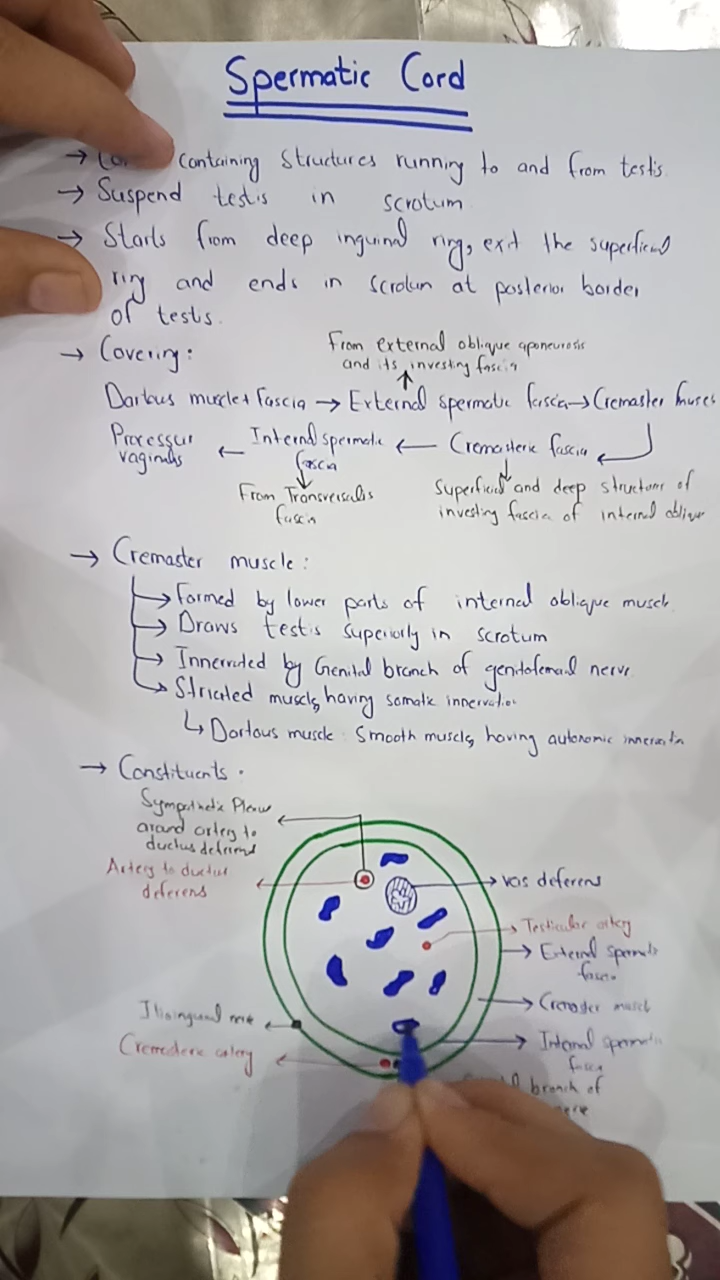 Spermatic Cord
→ containing structures running to and from testis
→ Suspend testis in scrotum
→ Starts from deep inguinal ring, exit the superficial
ring and ends in scrotum at posterior border
of testis.
→ Covering:
From external oblique aponeurosis
and its investing fascia
Dartous muscle + Fascia → External spermatic fascia → Cremaster
Processus vaginalis ← Internal spermatic fascia ← Cremasteric fascia
From Transversalis
fascia
Superficial and deep structure of
investing fascia of internal oblique
→ Cremaster muscle:
→ Formed by lower parts of internal oblique muscle
→ Draws testis superiorly in scrotum
→ Innervated by Genital branch of genitofemoral nerve
→ Striated muscle, having somatic innervation
↳ Dartous muscle: Smooth muscle, having autonomic innervation
→ Constituents.
Sympathetic Plexus
around artery to
ductus deferens
Artery to ductus
deferens
vas deferens
Testicular artery
External spermatic
fascia
Cremaster muscle
Ilioinguinal nerve
Internal spermatic
fascia
Cremasteric artery
branch of